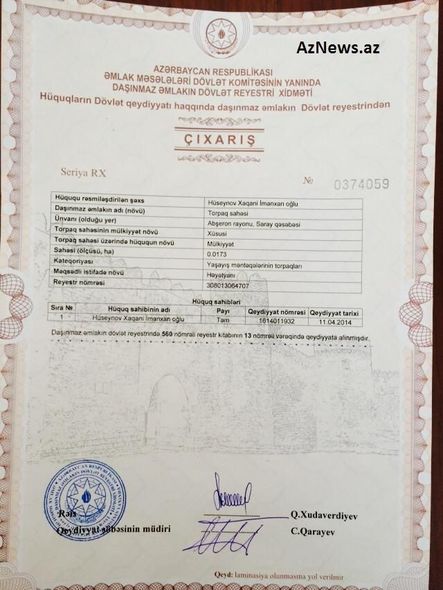 AzNews.az
AZƏRBAYCAN RESPUBLİKASI
ƏMLAK MƏSƏLƏLƏRİ DÖVLƏT KOMİTƏSİNİN YANINDA
DAŞINMAZ ƏMLAKIN DÖVLƏT REYESTRİ XİDMƏTİ
Hüquqların Dövlət qeydiyyatı haqqında daşınmaz əmlakın Dövlət reyestrindən
ÇIXARIŞ
Seriya RX № 0374059
Hüququ rəsmiləşdirilən şəxs Hüseynov Xaqani İmanxan oğlu
Daşınmaz əmlakın adı (növü) Torpaq sahəsi
Ünvanı (olduğu yer) Abşeron rayonu, Saray qəsəbəsi
Torpaq sahəsinin mülkiyyət növü Xüsusi
Torpaq sahəsi üzərində hüququn növü Mülkiyyət
Sahəsi (ölçüsü, ha) 0.0173
Kateqoriyası Yaşayış məntəqələrinin torpaqları
Məqsədli istifadə növü Həyətyanı
Reyestr nömrəsi 308013064707
Hüquq sahibləri
Sıra № Hüquq sahibinin adı Payı Qeydiyyat nömrəsi Qeydiyyat tarixi
1 Hüseynov Xaqani İmanxan oğlu Tam 1614011932 11.04.2014
Daşınmaz əmlakın dövlət reyestrində 560 nömrəli reyestr kitabının 13 nömrəli vərəqində qeydiyyata alınmışdır.
Rəis Q.Xudaverdiyev
Qeydiyyat şöbəsinin müdiri C.Qarayev
Qeyd: laminasiya olunmasına yol verilmir